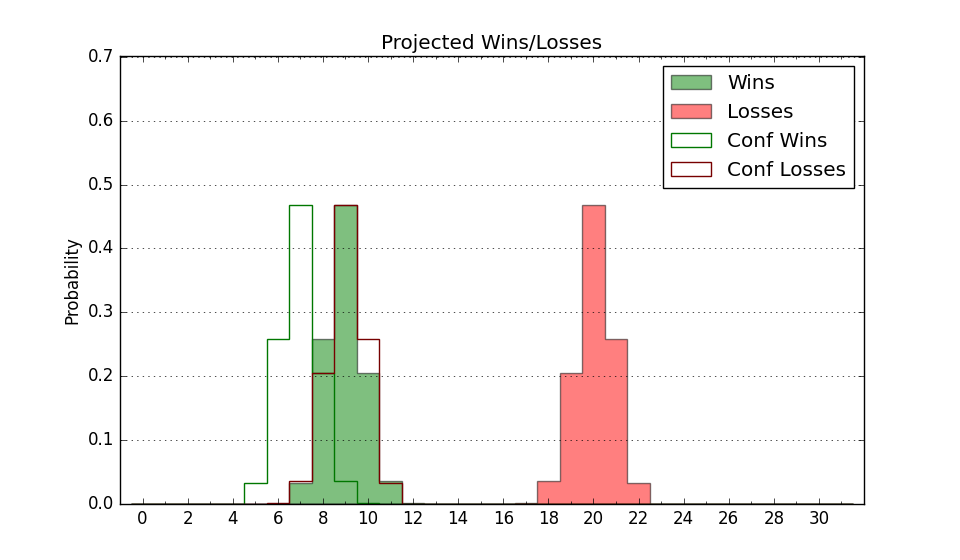 Projected Wins/Losses
0.7
0.6
0.5
0.4
0.3
0.2
0.1
0.0
Probability
Wins
Losses
Conf Wins
Conf Losses
0 2 4 6 8 10 12 14 16 18 20 22 24 26 28 30